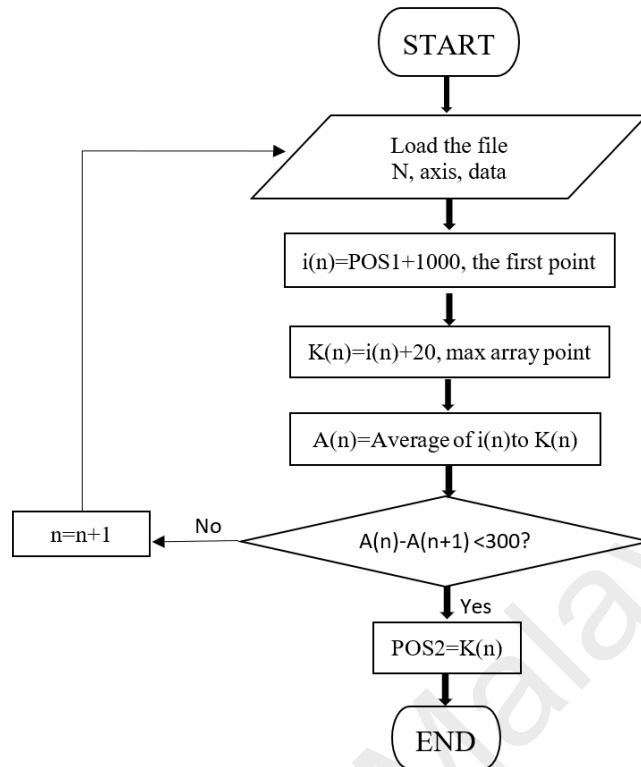 START
Load the file
N, axis, data
i(n)=POS1+1000, the first point
K(n)=i(n)+20, max array point
A(n)=Average of i(n)to K(n)
n=n+1
No
A(n)-A(n+1) <300?
Yes
POS2=K(n)
END
Malay